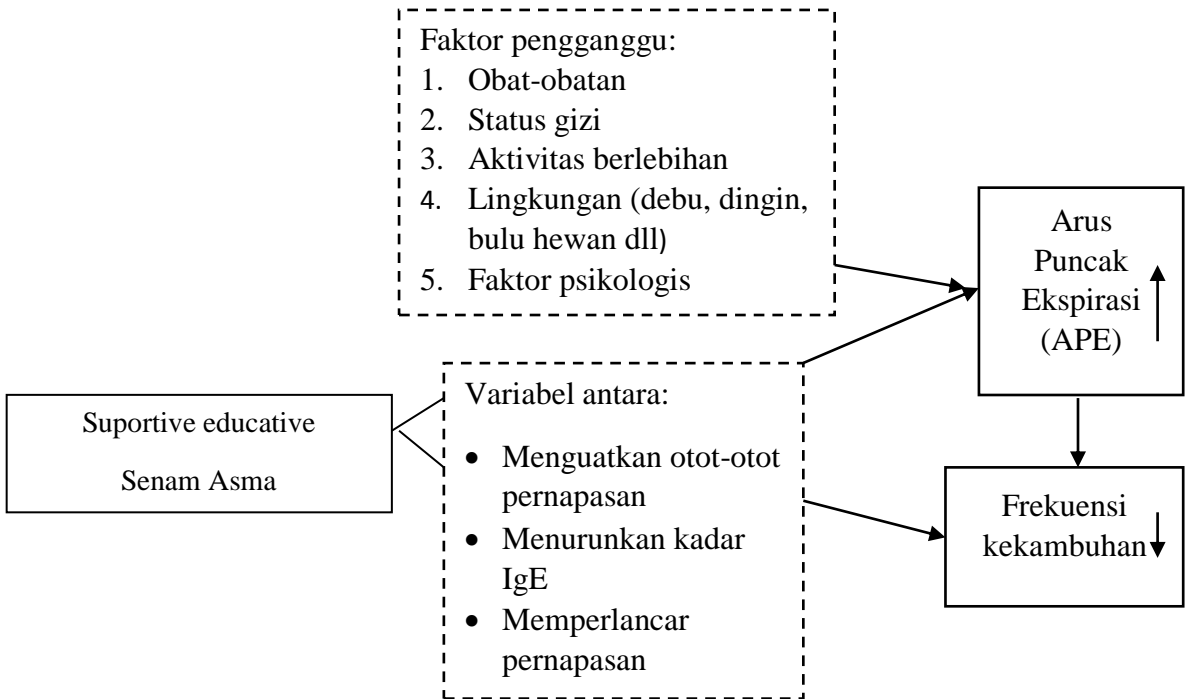 Faktor pengganggu:
1. Obat-obatan
2. Status gizi
3. Aktivitas berlebihan
4. Lingkungan (debu, dingin,
bulu hewan dll)
5. Faktor psikologis
Arus
Puncak
Ekspirasi
(APE)
Suportive educative
Senam Asma
Variabel antara:
• Menguatkan otot-otot
pernapasan
• Menurunkan kadar
IgE
• Memperlancar
pernapasan
Frekuensi
kekambuhan